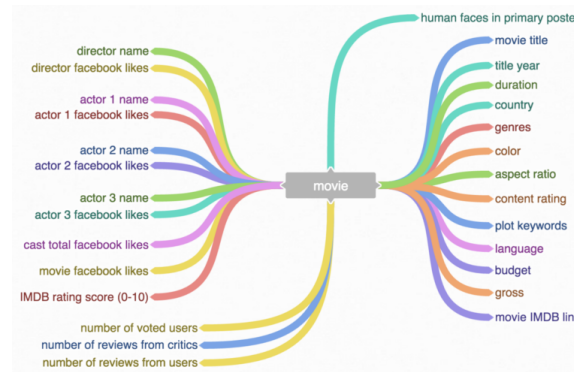 human faces in primary poste
director name
director facebook likes
actor 1 name
actor 1 facebook likes
actor 2 name
actor 2 facebook likes
actor 3 name
actor 3 facebook likes
cast total facebook likes
movie facebook likes
IMDB rating score (0-10)
number of voted users
number of reviews from critics
number of reviews from users
movie
movie title
title year
duration
country
genres
color
aspect ratio
content rating
plot keywords
language
budget
gross
movie IMDB lin